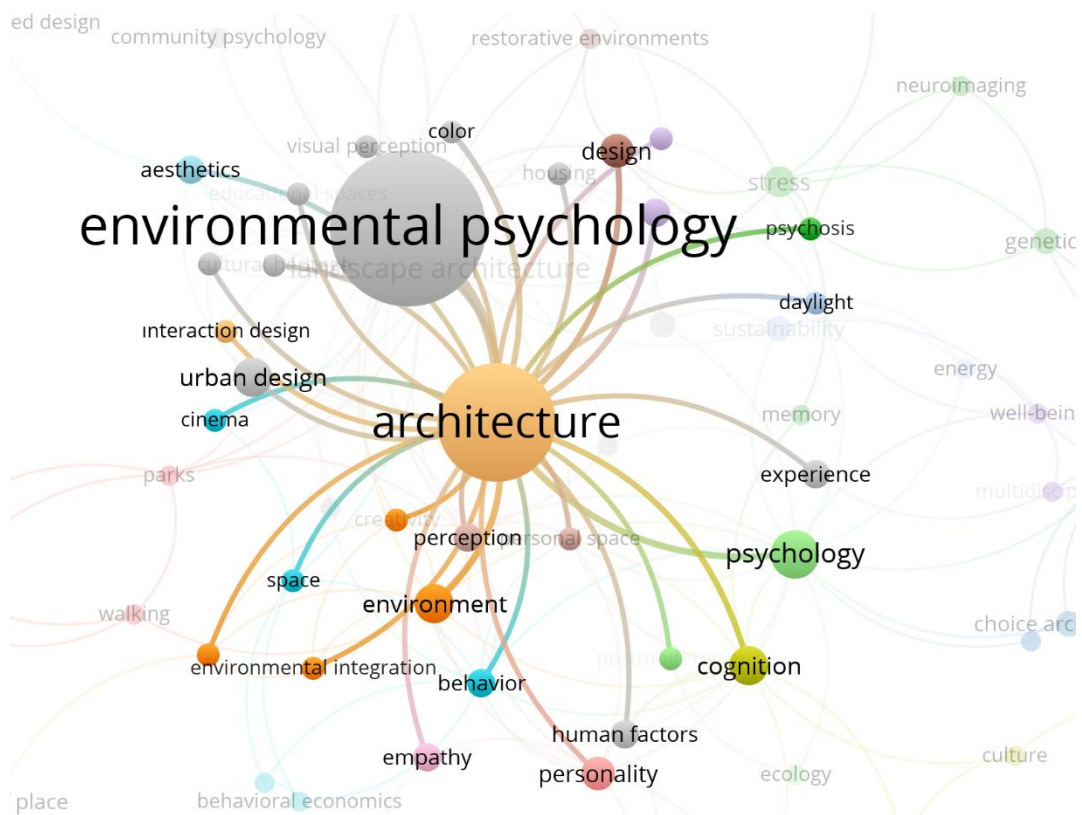 ed design
community psychology
restorative environments
neuroimaging
color
visual perception
design
aesthetics
housing
stress
educational spaces
environmental psychology
psychosis
genetic
landscape architecture
daylight
interaction design
sustainability
urban design
energy
cinema
architecture
memory
well-bein
parks
experience
multidiscip
creativity
perception
personal space
psychology
space
environment
walking
choice arc
environmental integration
cognition
behavior
human factors
empathy
personality
ecology
culture
place
behavioral economics